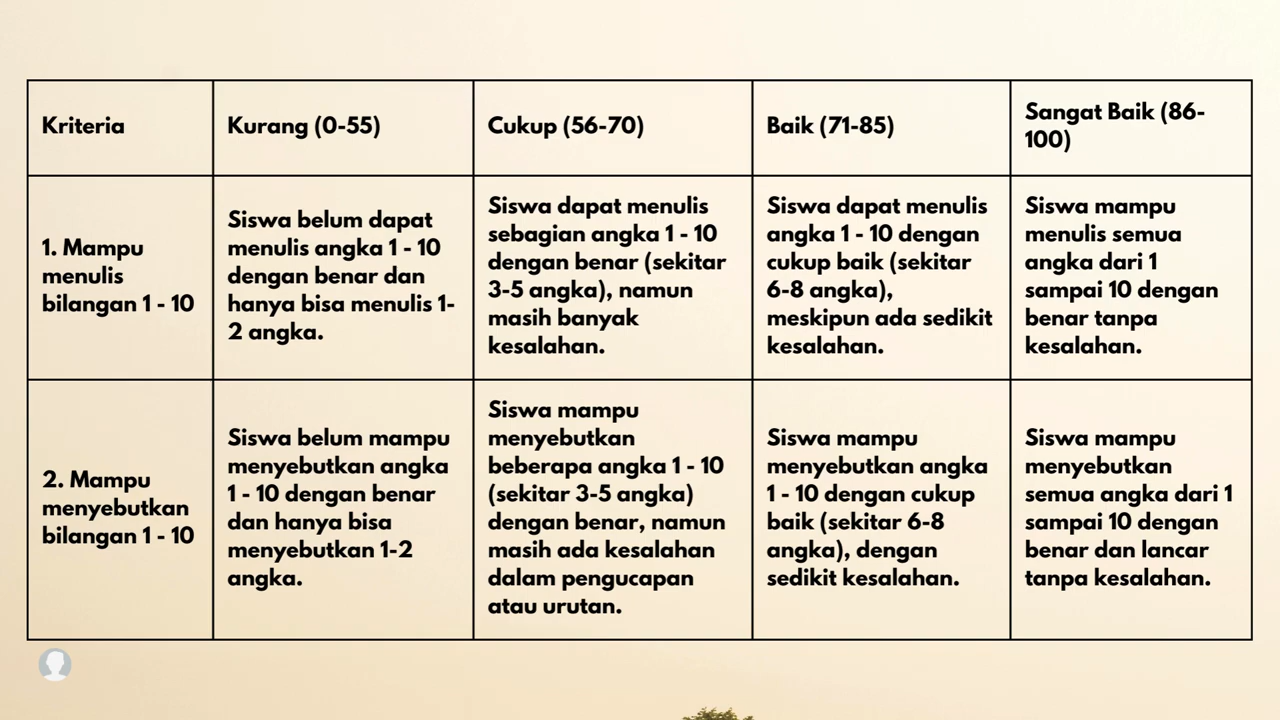 Kriteria
Kurang (0-55)
Cukup (56-70)
Baik (71-85)
Sangat Baik (86-
100)
1. Mampu
menulis
bilangan 1 - 10
Siswa belum dapat
menulis angka 1 - 10
dengan benar dan
hanya bisa menulis 1-
2 angka.
Siswa dapat menulis
sebagian angka 1 - 10
dengan benar (sekitar
3-5 angka), namun
masih banyak
kesalahan.
Siswa dapat menulis
angka 1 - 10 dengan
cukup baik (sekitar
6-8 angka),
meskipun ada sedikit
kesalahan.
Siswa mampu
menulis semua
angka dari 1
sampai 10 dengan
benar tanpa
kesalahan.
2. Mampu
menyebutkan
bilangan 1 - 10
Siswa belum mampu
menyebutkan angka
1 - 10 dengan benar
dan hanya bisa
menyebutkan 1-2
angka.
Siswa mampu
menyebutkan
beberapa angka 1 - 10
(sekitar 3-5 angka)
dengan benar, namun
masih ada kesalahan
dalam pengucapan
atau urutan.
Siswa mampu
menyebutkan angka
1 - 10 dengan cukup
baik (sekitar 6-8
angka), dengan
sedikit kesalahan.
Siswa mampu
menyebutkan
semua angka dari 1
sampai 10 dengan
benar dan lancar
tanpa kesalahan.